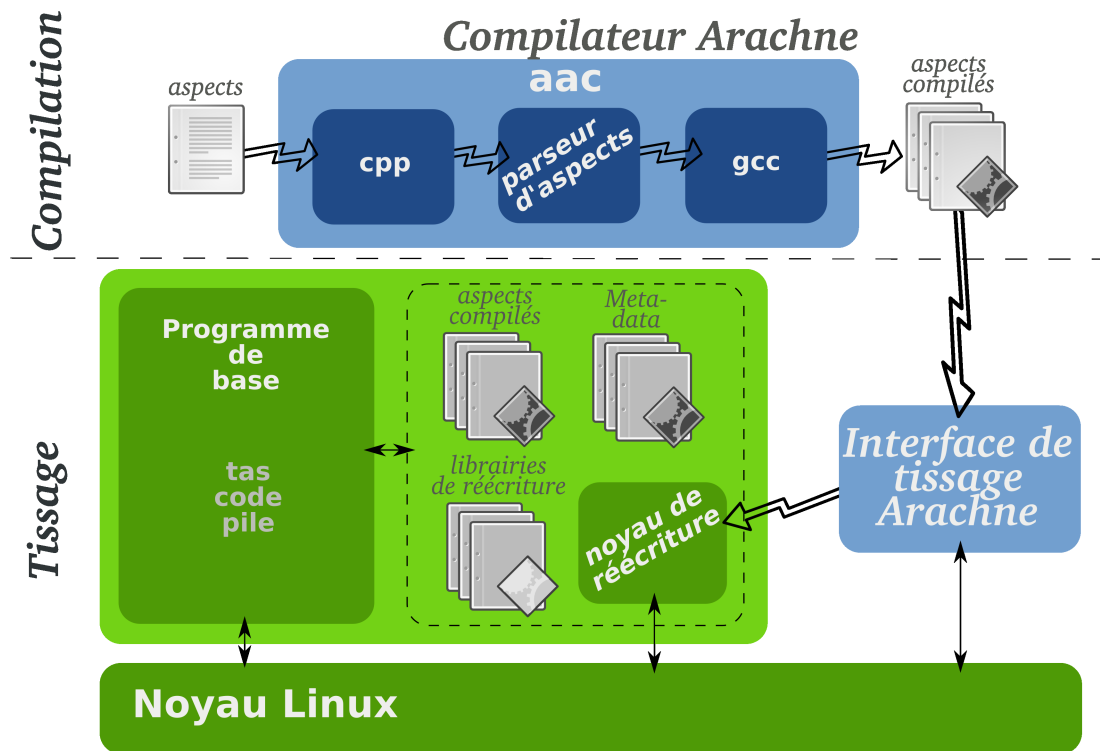 Compilation
Compilateur Arachne
aac
aspects
cpp
parseur
d'aspects
gcc
aspects
compilés
Tissage
Programme
de
base
tas
code
pile
aspects
compilés
Meta-
data
librairies
de réécriture
noyau de
réécriture
Interface de
tissage
Arachne
Noyau Linux